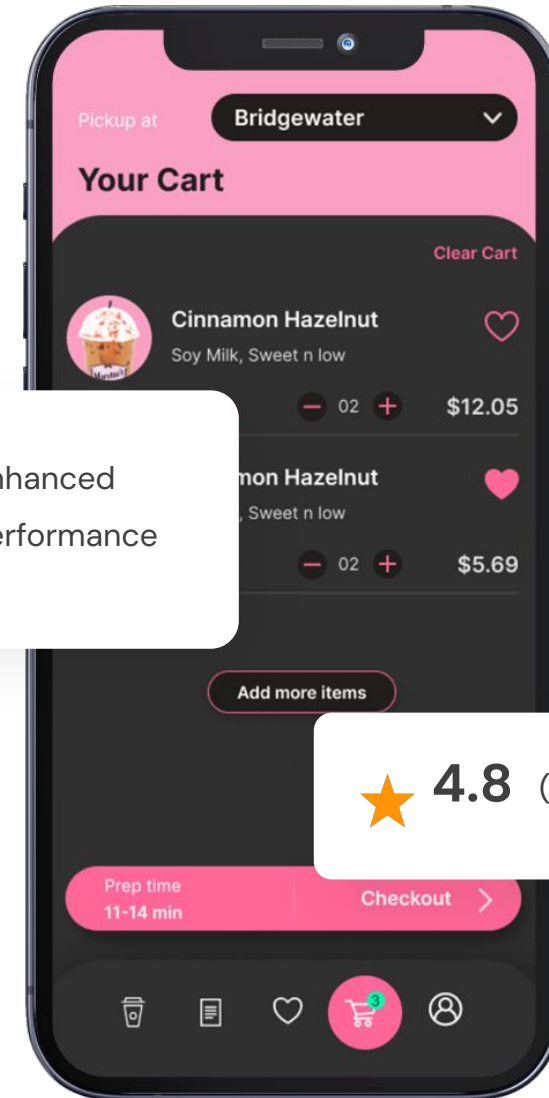 Pickup at
Bridgewater
Your Cart
Clear Cart
Cinnamon Hazelnut
Soy Milk, Sweet n low
02
$12.05
nhanced
erformance
mon Hazelnut
, Sweet n low
02
$5.69
Add more items
4.8 (
Prep time
11-14 min
Checkout
3